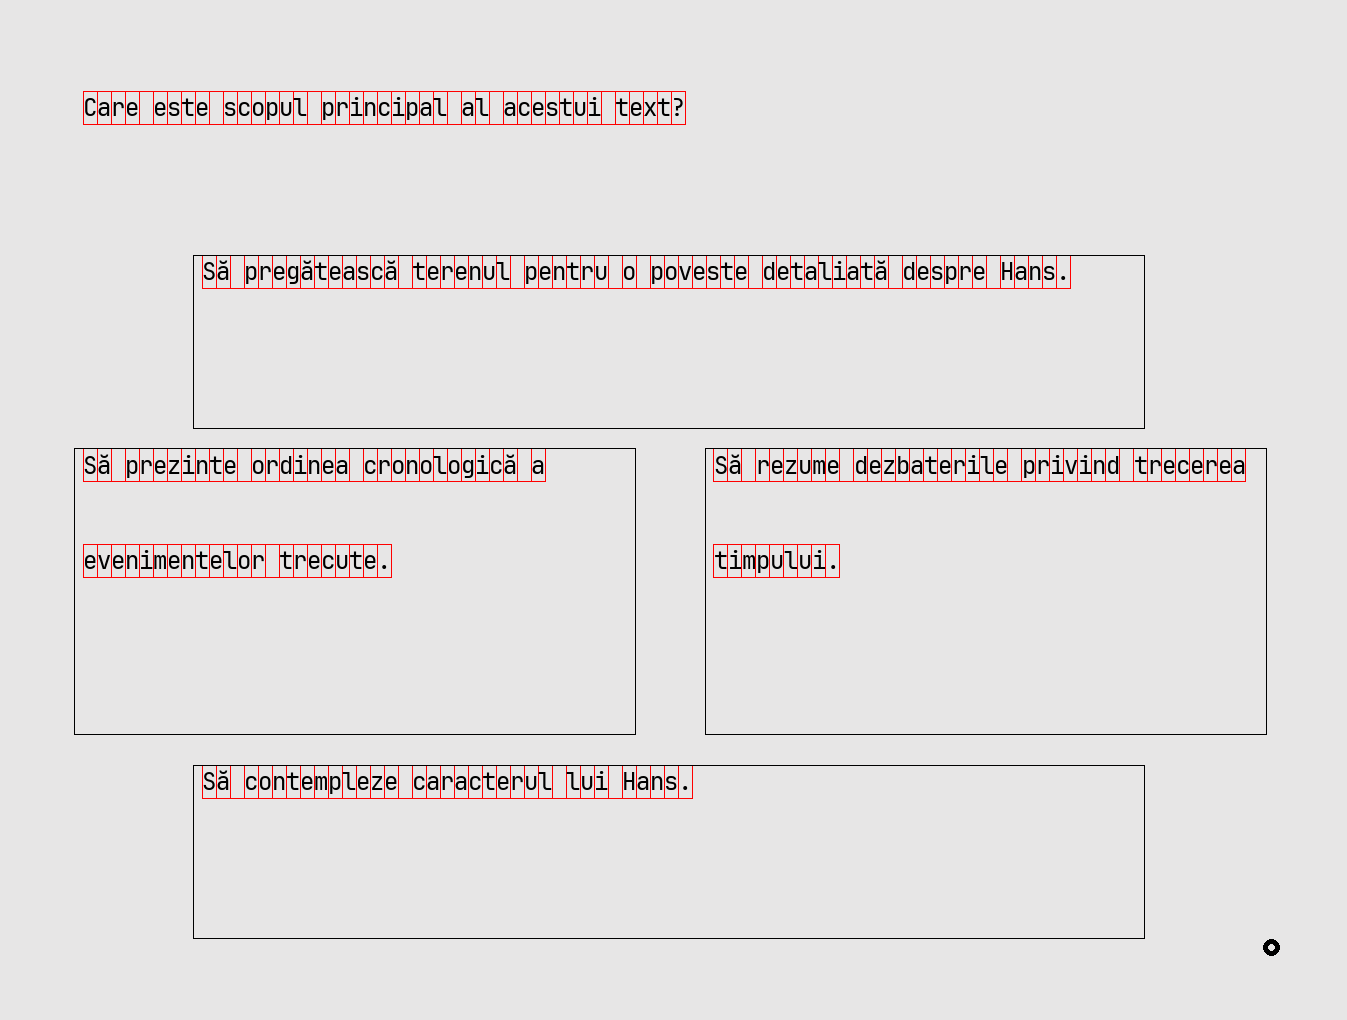 Care este scopul principal al acestui text?
Să pregătească terenul pentru o poveste detaliată despre Hans.
Să prezinte ordinea cronologică a
evenimentelor trecute.
Să rezume dezbaterile privind trecerea
timpului.
Să contempleze caracterul lui Hans.